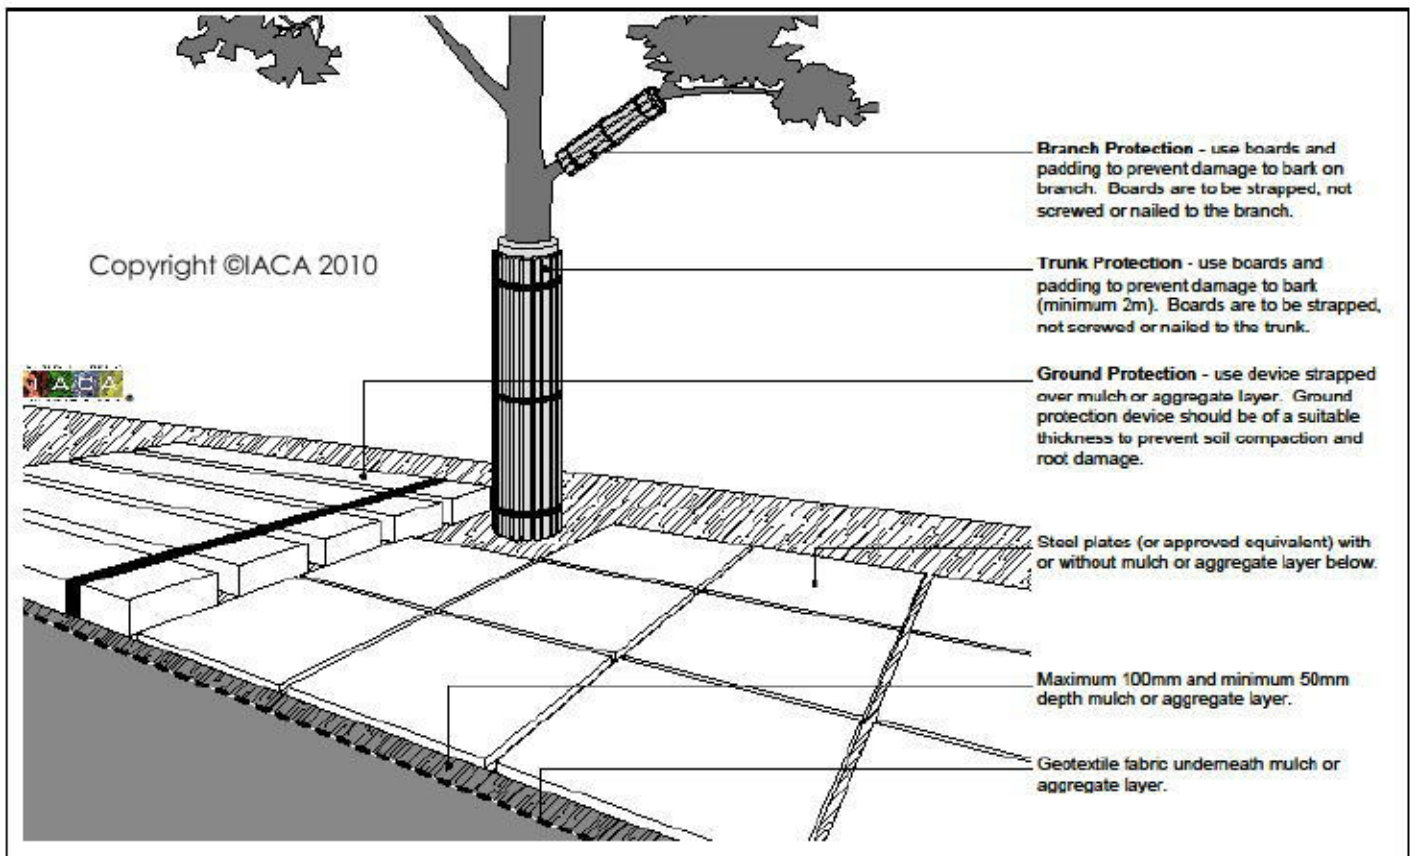 Branch Protection - use boards and
padding to prevent damage to bark on
branch. Boards are to be strapped, not
screwed or nailed to the branch.
Copyright ©IACA 2010
Trunk Protection - use boards and
padding to prevent damage to bark
(minimum 2m). Boards are to be strapped,
not screwed or nailed to the trunk.
IACA
Ground Protection - use device strapped
over mulch or aggregate layer. Ground
protection device should be of a suitable
thickness to prevent soil compaction and
root damage.
Steel plates (or approved equivalent) with
or without mulch or aggregate layer below.
Maximum 100mm and minimum 50mm
depth mulch or aggregate layer.
Geotextile fabric underneath mulch or
aggregate layer.